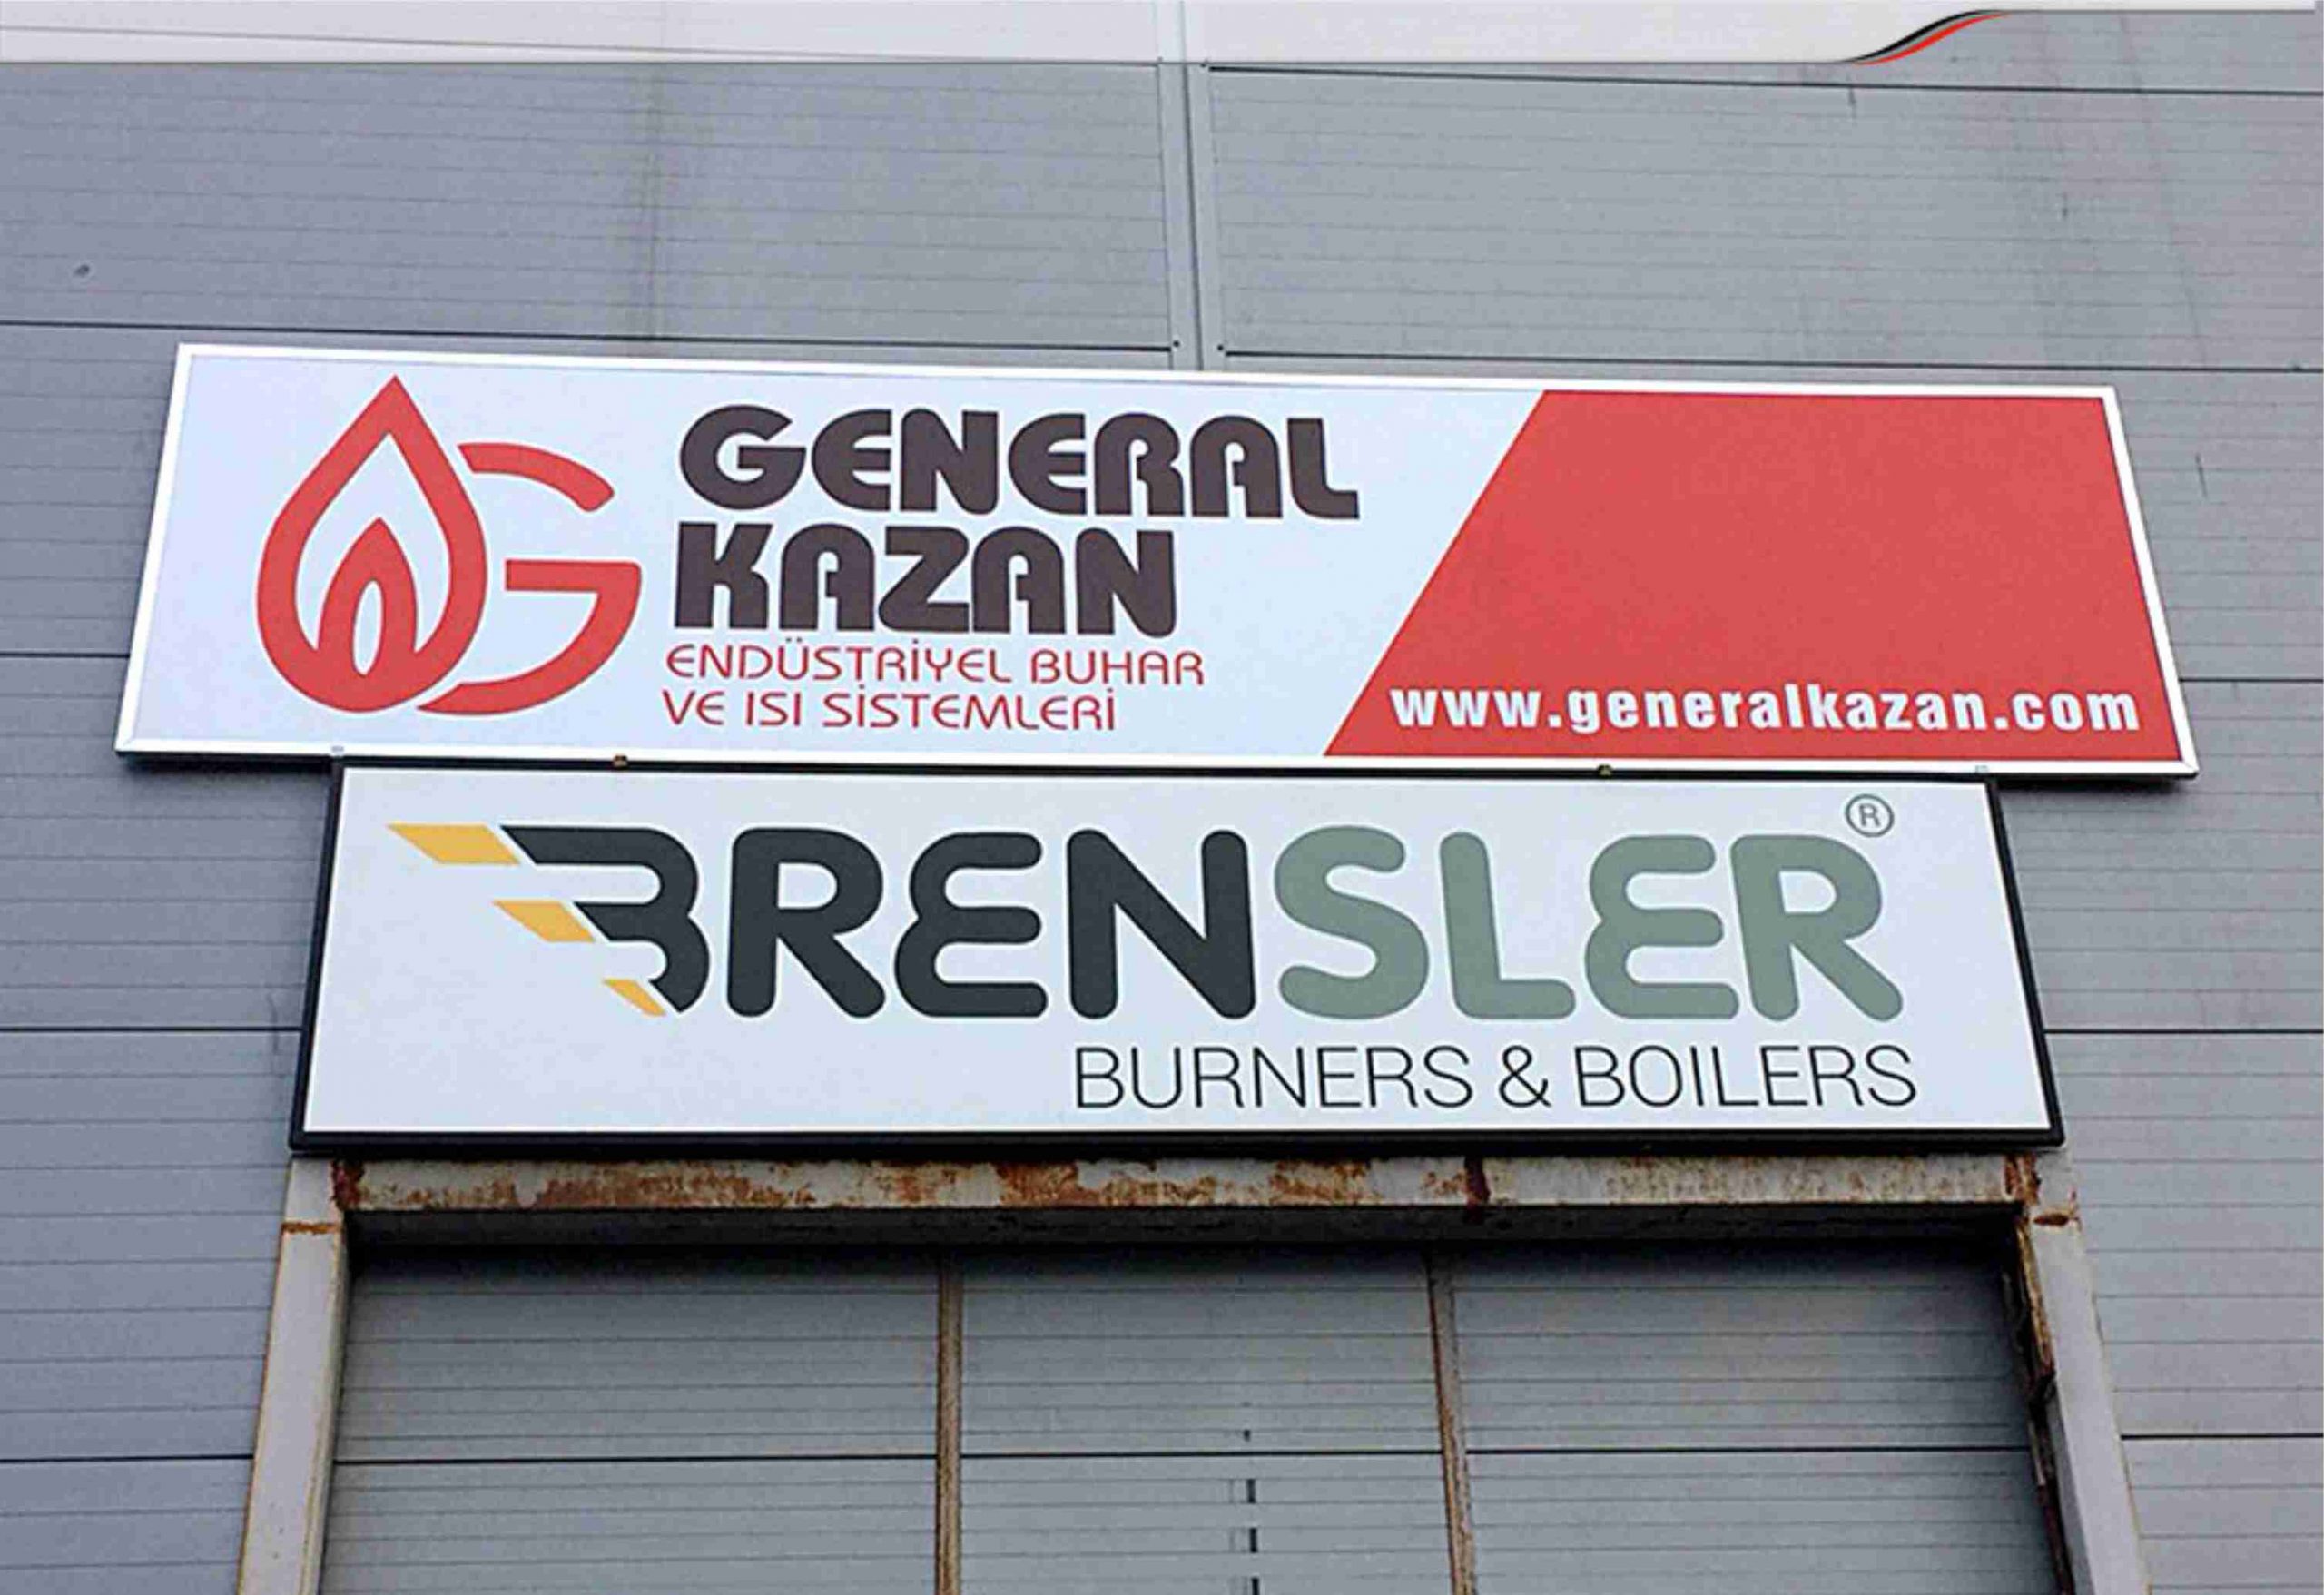 GENERAL
KAZAN
ENDÜSTRİYEL BUHAR
VE ISI SİSTEMLERİ
www.generalkazan.com
BRENSLER®
BURNERS & BOILERS